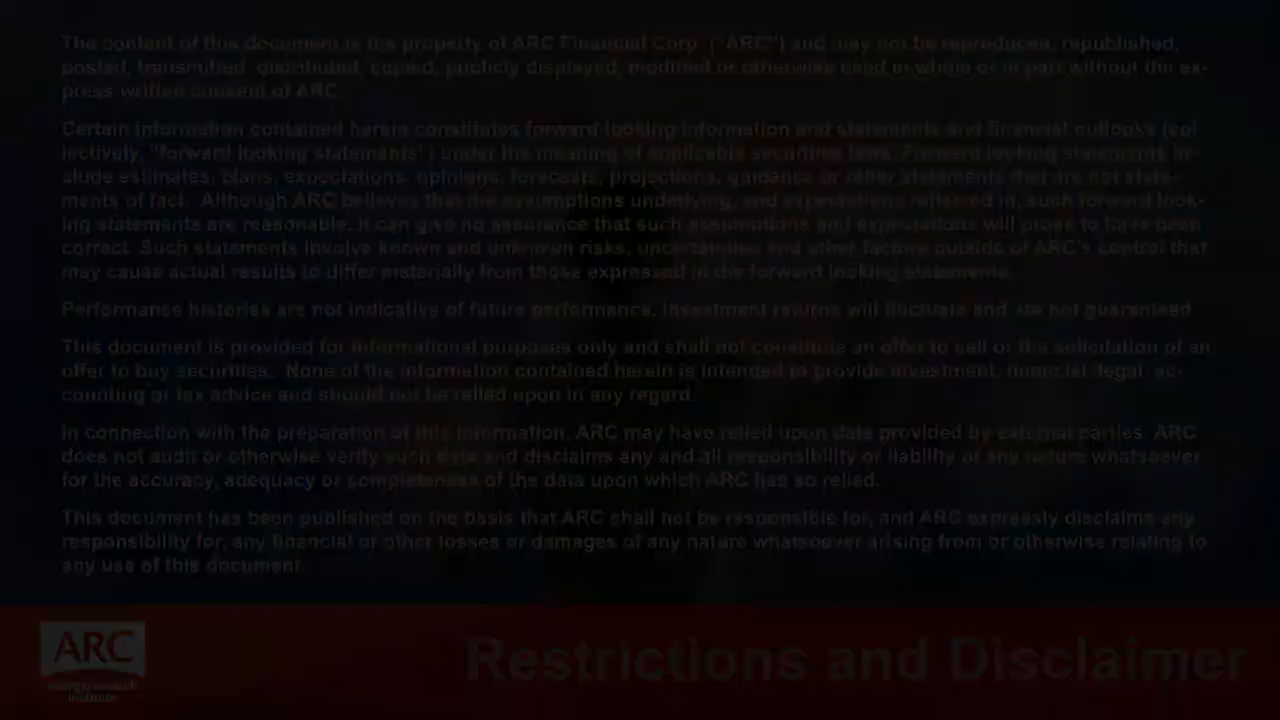 The content of this document is the property of ARC Financial Corp. ("ARC") and may not be reproduced, republished,
posted, transmitted, distributed, copied, publicly displayed, modified or otherwise used in whole or in part without the ex-
press written consent of ARC.
Certain information contained herein constitutes forward-looking information and statements and financial outlooks (col-
lectively, "forward-looking statements") under the meaning of applicable securities laws. Forward-looking statements in-
clude estimates, plans, expectations, opinions, forecasts, projections, guidance or other statements that are not state-
ments of fact. Although ARC believes that the assumptions underlying, and expectations reflected in, such forward-look-
ing statements are reasonable, it can give no assurance that such assumptions and expectations will prove to have been
correct. Such statements involve known and unknown risks, uncertainties and other factors outside of ARC's control that
may cause actual results to differ materially from those expressed in the forward-looking statements.
Performance histories are not indicative of future performance. Investment returns will fluctuate and are not guaranteed.
This document is provided for informational purposes only and shall not constitute an offer to sell or the solicitation of an
offer to buy securities. None of the information contained herein is intended to provide investment, financial, legal, ac-
counting or tax advice and should not be relied upon in any regard.
In connection with the preparation of this information, ARC may have relied upon data provided by external parties. ARC
does not audit or otherwise verify such data and disclaims any and all responsibility or liability of any nature whatsoever
for the accuracy, adequacy or completeness of the data upon which ARC has so relied.
This document has been published on the basis that ARC shall not be responsible for, and ARC expressly disclaims any
responsibility for, any financial or other losses or damages of any nature whatsoever arising from or otherwise relating to
any use of this document.
ARC
energy research
institute
Restrictions and Disclaimer